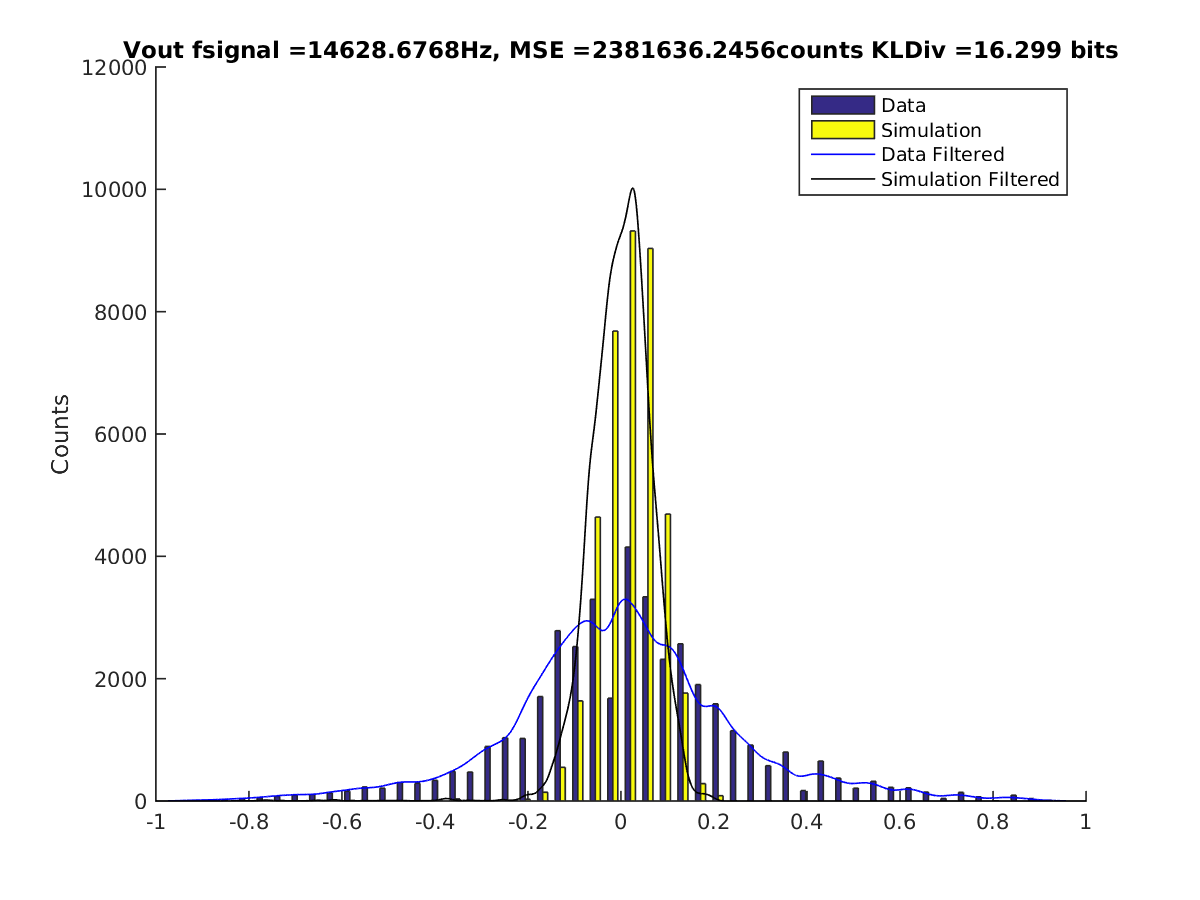 Vout fsignal =14628.6768Hz, MSE =2381636.2456counts KLDiv =16.299 bits
12000
10000
8000
6000
4000
2000
0
Counts
Data
Simulation
Data Filtered
Simulation Filtered
-1 -0.8 -0.6 -0.4 -0.2 0 0.2 0.4 0.6 0.8 1